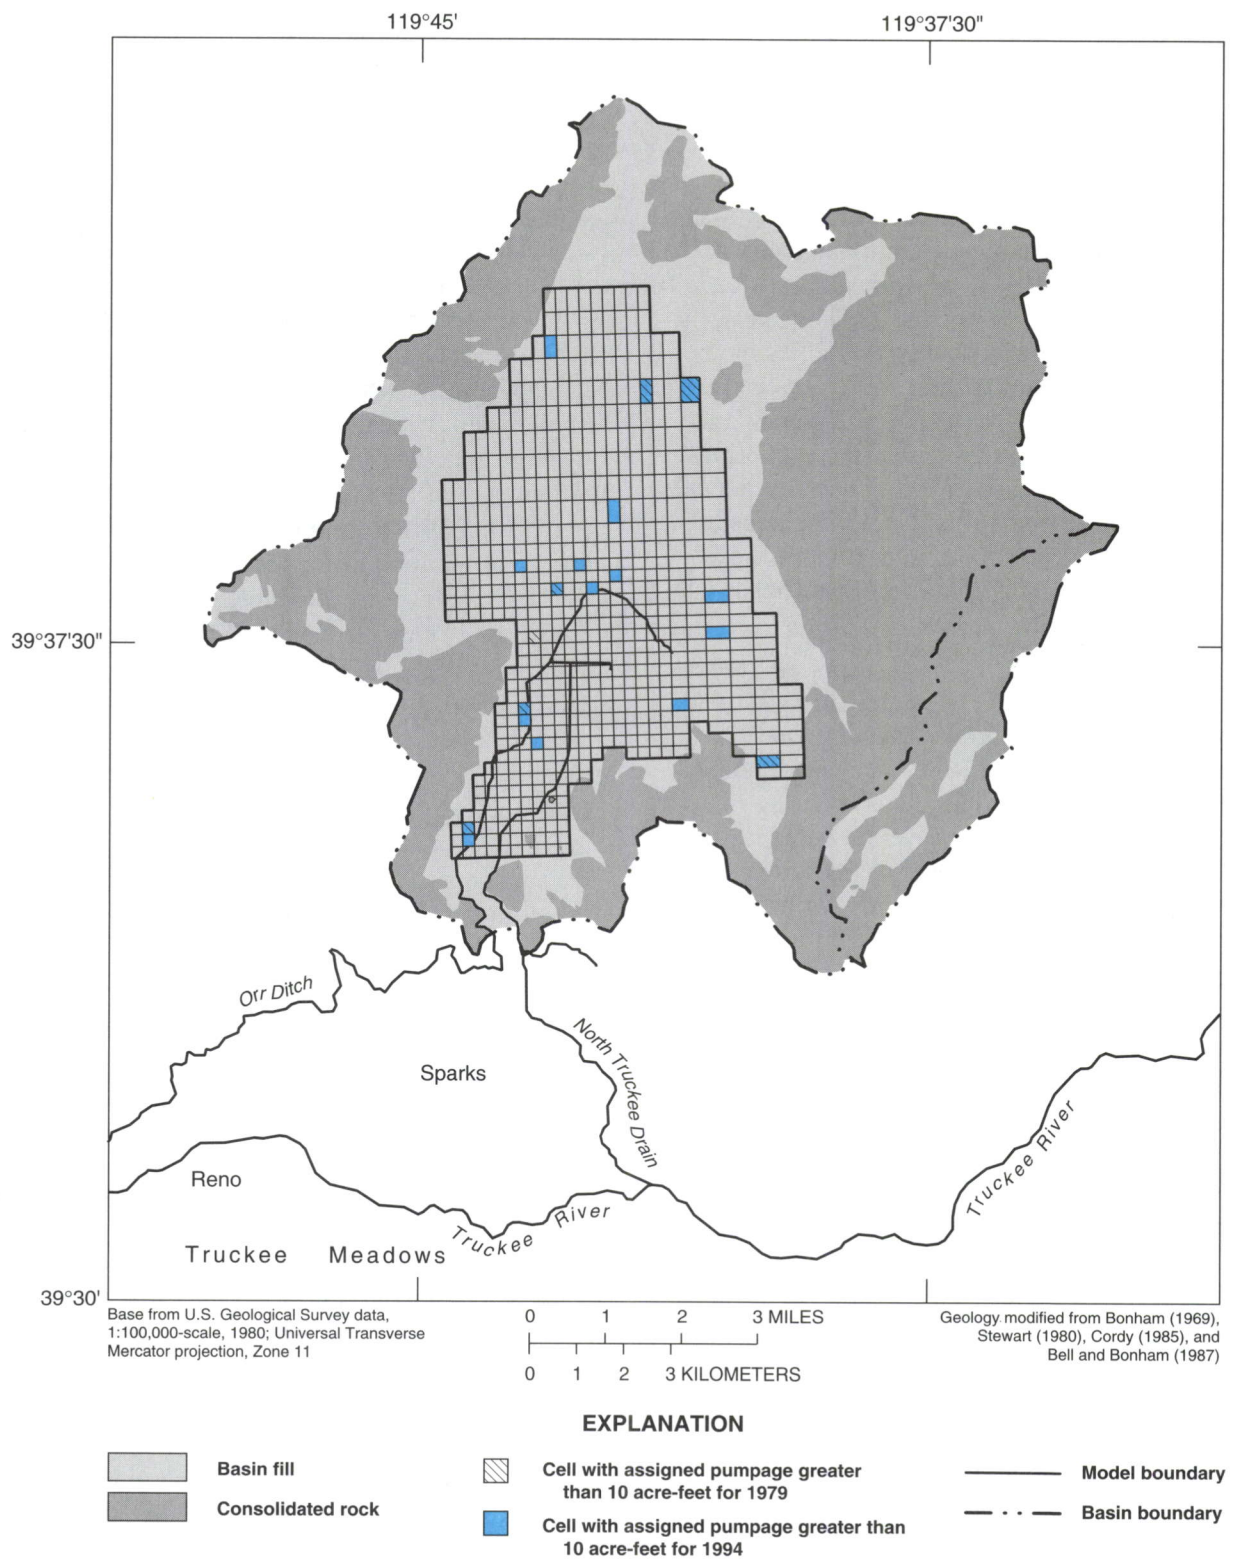 119°45'
119°37'30"
39°37'30"
Orr Ditch
North Truckee Drain
Sparks
Reno
Truckee River
Truckee River
Truckee Meadows
39°30'
Base from U.S. Geological Survey data,
1:100,000-scale, 1980; Universal Transverse
Mercator projection, Zone 11
0 1 2 3 MILES
0 1 2 3 KILOMETERS
Geology modified from Bonham (1969),
Stewart (1980), Cordy (1985), and
Bell and Bonham (1987)
EXPLANATION
Basin fill
Consolidated rock
Cell with assigned pumpage greater
than 10 acre-feet for 1979
Cell with assigned pumpage greater than
10 acre-feet for 1994
Model boundary
Basin boundary